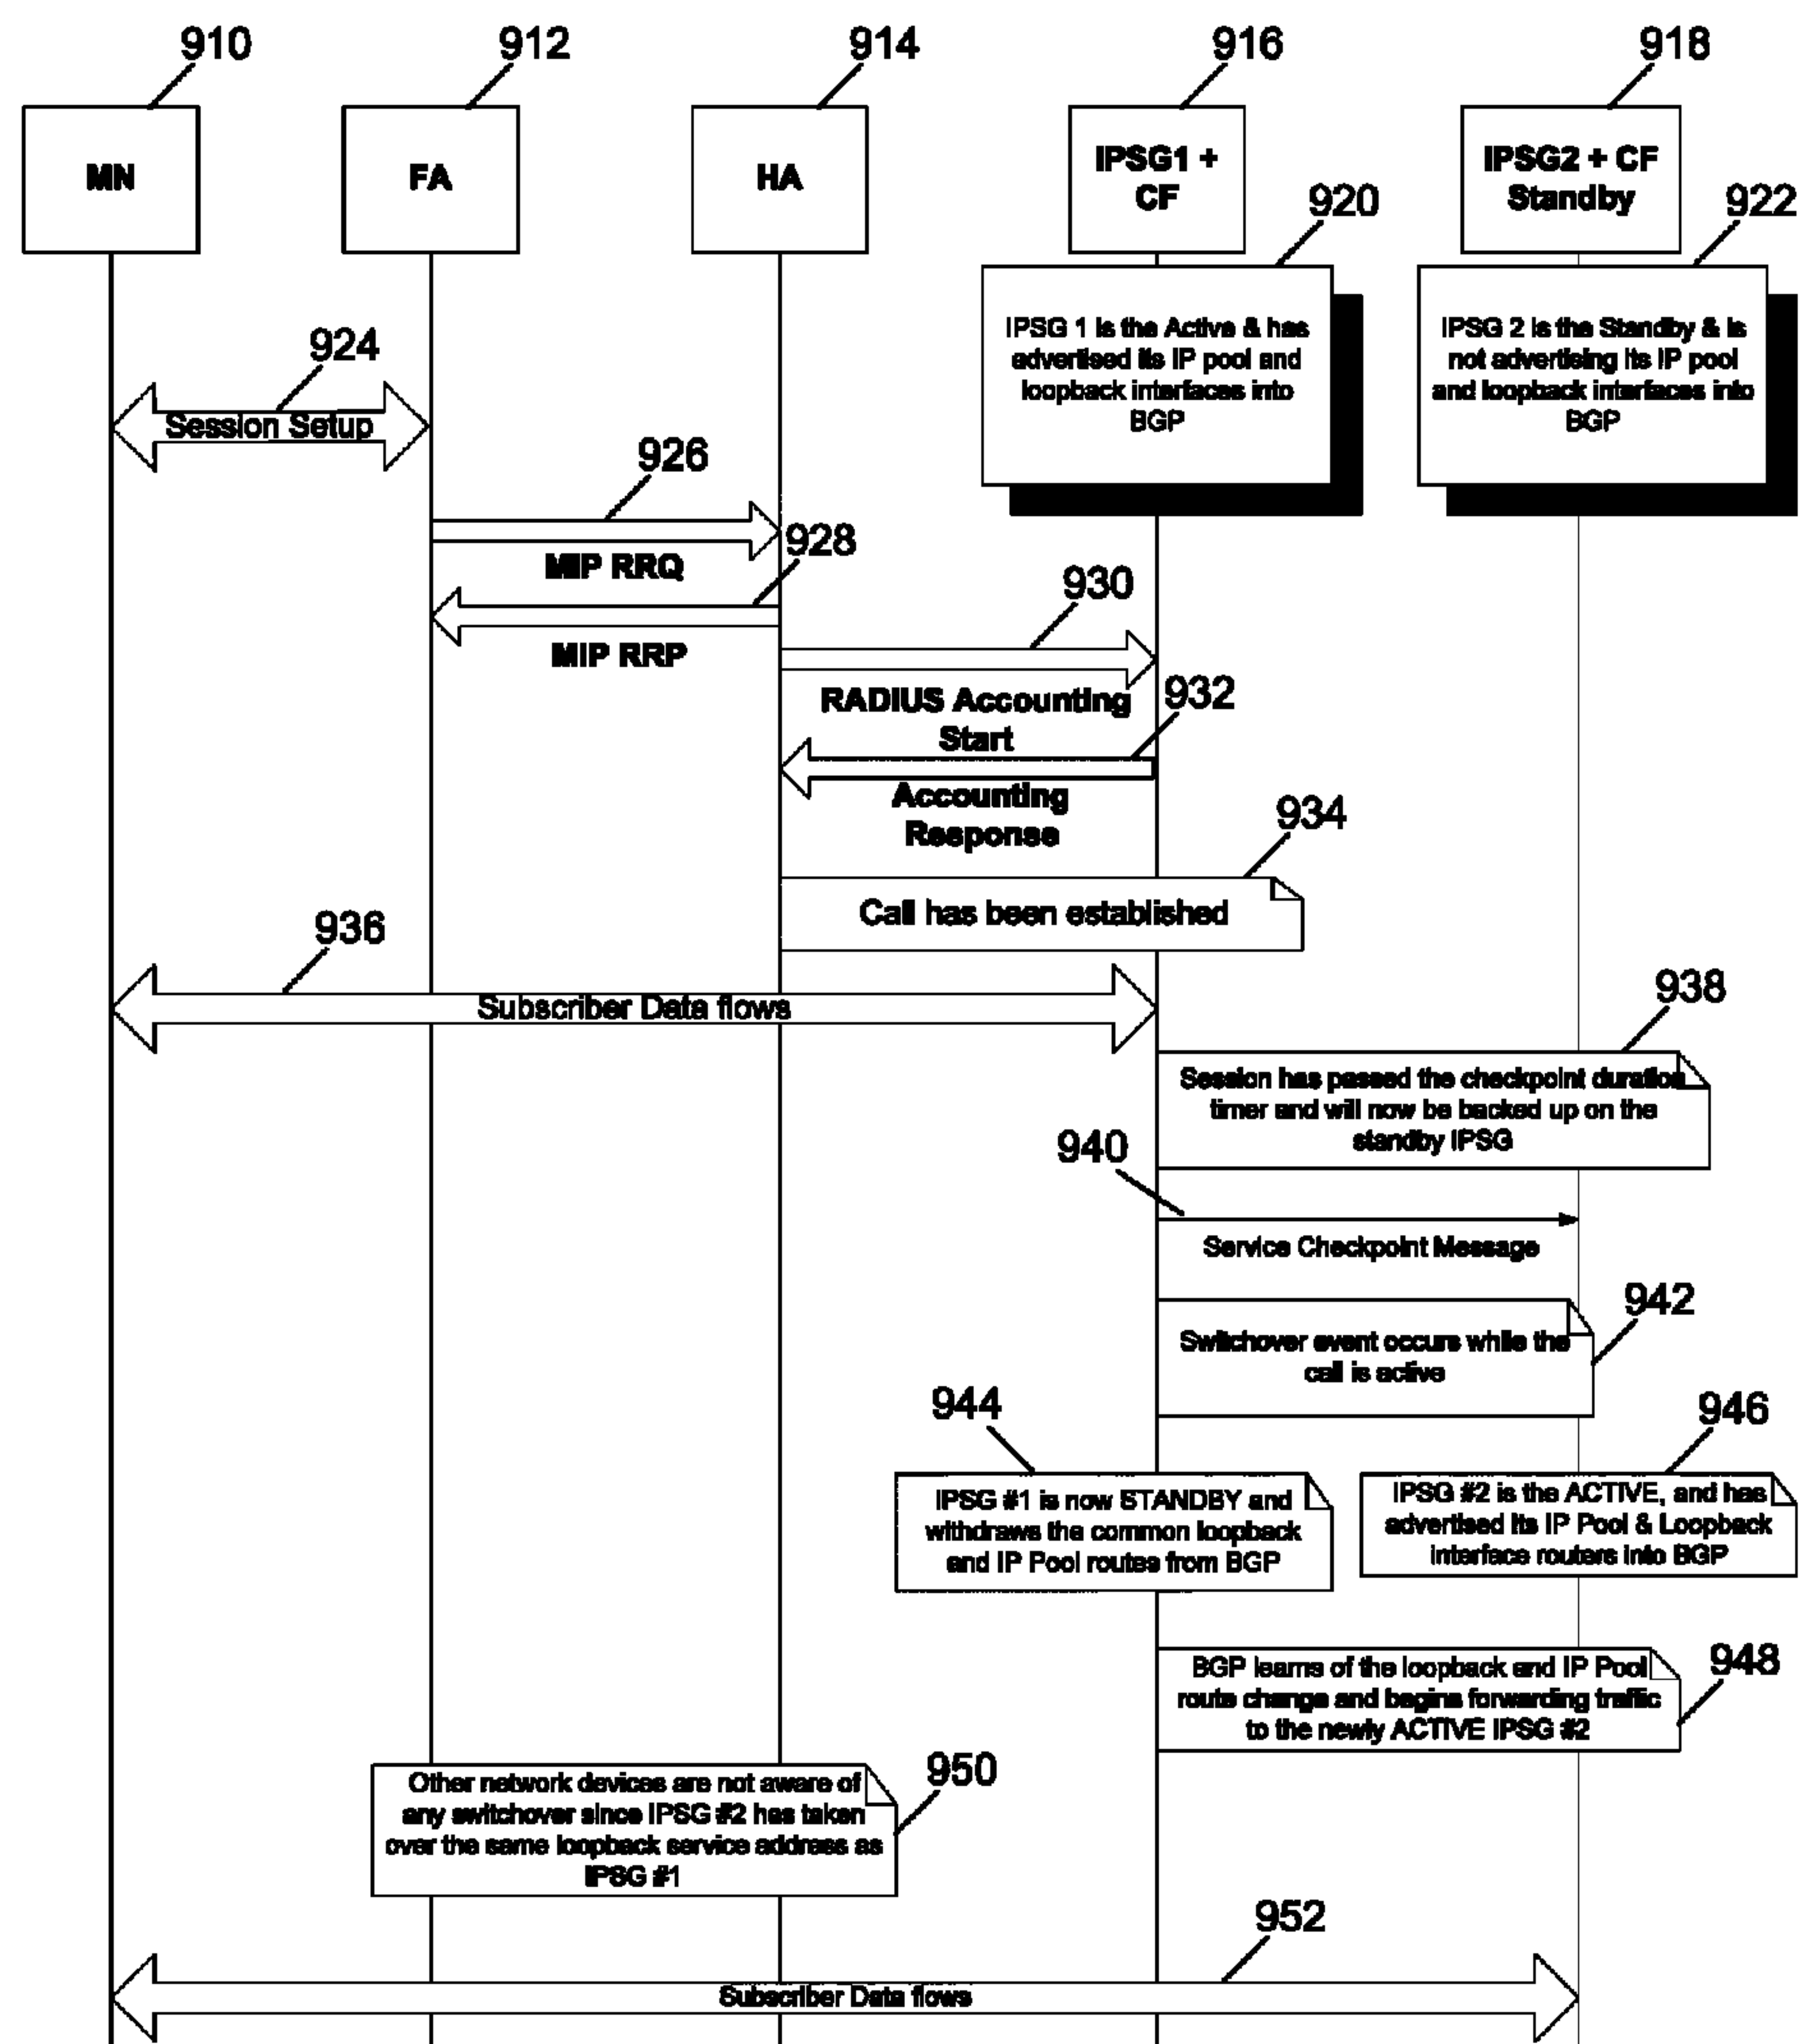 910
912
914
916
918
MN
FA
HA
IPSG1 +
CF
IPSG2 + CF
Standby
920
922
IPSG 1 is the Active & has
advertised its IP pool and
loopback interfaces into
BGP
IPSG 2 is the Standby & is
not advertising its IP pool
and loopback interfaces into
BGP
924
Session Setup
926
MIP RRQ
928
MIP RRP
930
RADIUS Accounting
Start
932
Accounting
Response
934
Call has been established
936
Subscriber Data flows
938
Session has passed the checkpoint duration
timer and will now be backed up on the
standby IPSG
940
Service Checkpoint Message
942
Switchover event occurs while the
call is active
944
IPSG #1 is now STANDBY and
withdraws the common loopback
and IP Pool routes from BGP
946
IPSG #2 is the ACTIVE, and has
advertised its IP Pool & Loopback
interface routers into BGP
948
BGP learns of the loopback and IP Pool
route change and begins forwarding traffic
to the newly ACTIVE IPSG #2
950
Other network devices are not aware of
any switchover since IPSG #2 has taken
over the same loopback service address as
IPSG #1
952
Subscriber Data flows